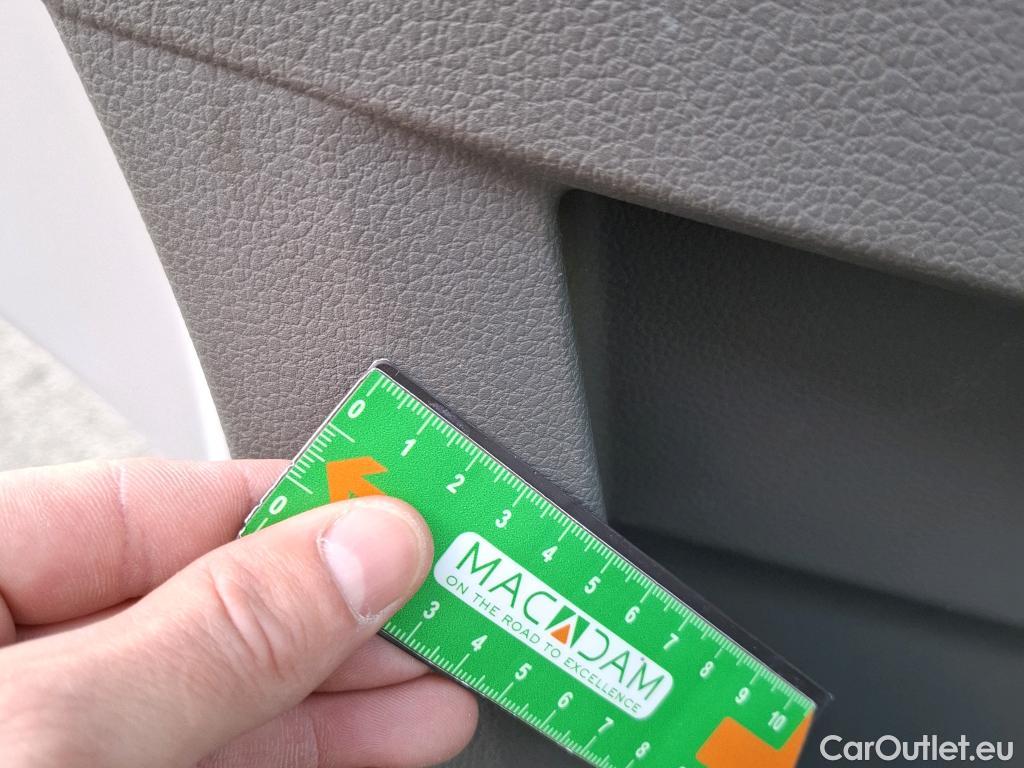 0 1 2 3 4 5 6 7 8 9 10
MACADAM
ON THE ROAD TO EXCELLENCE
0 3 4 5 6 7 8
CarOutlet.eu